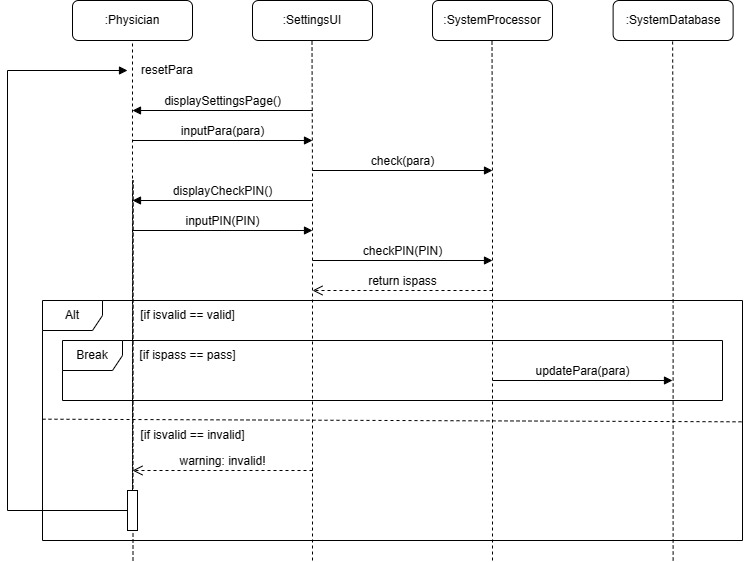 :Physician
:SettingsUI
:SystemProcessor
:SystemDatabase
resetPara
displaySettingsPage()
inputPara(para)
check(para)
displayCheckPIN()
inputPIN(PIN)
checkPIN(PIN)
return ispass
Alt
[if isvalid == valid]
Break
[if ispass == pass]
updatePara(para)
[if isvalid == invalid]
warning: invalid!